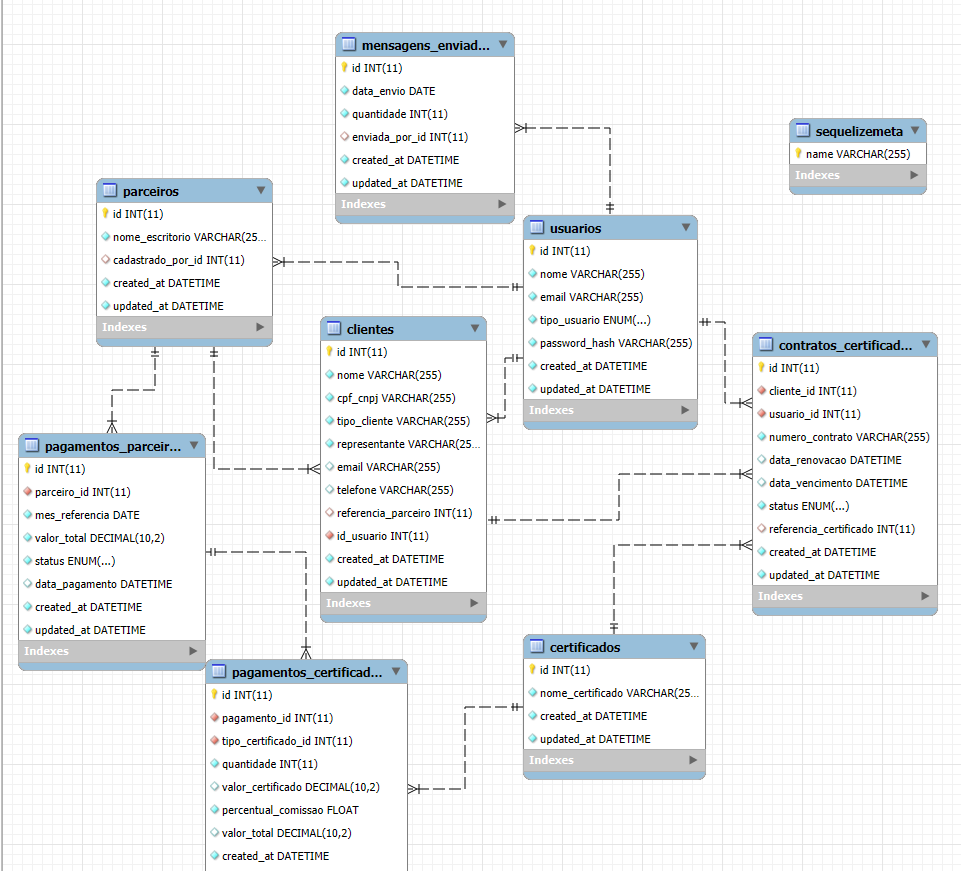 mensagens_enviad...
id INT(11)
data_envio DATE
quantidade INT(11)
enviada_por_id INT(11)
created_at DATETIME
updated_at DATETIME
Indexes
sequelizemeta
name VARCHAR(255)
Indexes
parceiros
id INT(11)
nome_escritorio VARCHAR(25...
cadastrado_por_id INT(11)
created_at DATETIME
updated_at DATETIME
Indexes
usuarios
id INT(11)
nome VARCHAR(255)
email VARCHAR(255)
tipo_usuario ENUM(...)
password_hash VARCHAR(255)
created_at DATETIME
updated_at DATETIME
Indexes
clientes
id INT(11)
nome VARCHAR(255)
cpf_cnpj VARCHAR(255)
tipo_cliente VARCHAR(255)
representante VARCHAR(25...
email VARCHAR(255)
telefone VARCHAR(255)
referencia_parceiro INT(11)
id_usuario INT(11)
created_at DATETIME
updated_at DATETIME
Indexes
contratos_certificad...
id INT(11)
cliente_id INT(11)
usuario_id INT(11)
numero_contrato VARCHAR(255)
data_renovacao DATETIME
data_vencimento DATETIME
status ENUM(...)
referencia_certificado INT(11)
created_at DATETIME
updated_at DATETIME
Indexes
pagamentos_parceir...
id INT(11)
parceiro_id INT(11)
mes_referencia DATE
valor_total DECIMAL(10,2)
status ENUM(...)
data_pagamento DATETIME
created_at DATETIME
updated_at DATETIME
Indexes
certificados
id INT(11)
nome_certificado VARCHAR(25...
created_at DATETIME
updated_at DATETIME
Indexes
pagamentos_certificad...
id INT(11)
pagamento_id INT(11)
tipo_certificado_id INT(11)
quantidade INT(11)
valor_certificado DECIMAL(10,2)
percentual_comissao FLOAT
valor_total DECIMAL(10,2)
created_at DATETIME